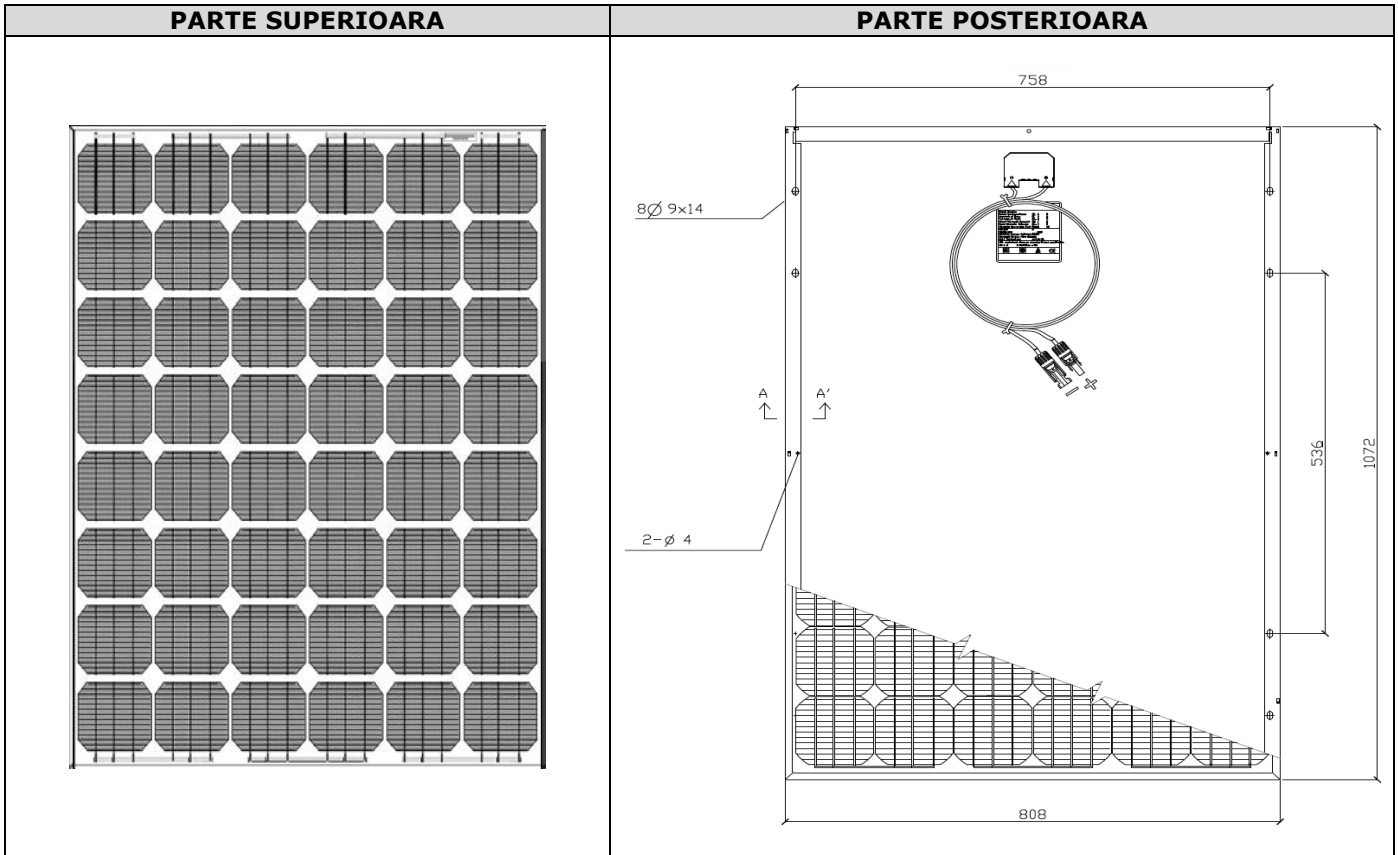 PARTE SUPERIOARA
PARTE POSTERIOARA
758
8Ø 9x14
A A'
536
1072
2-ø 4
808